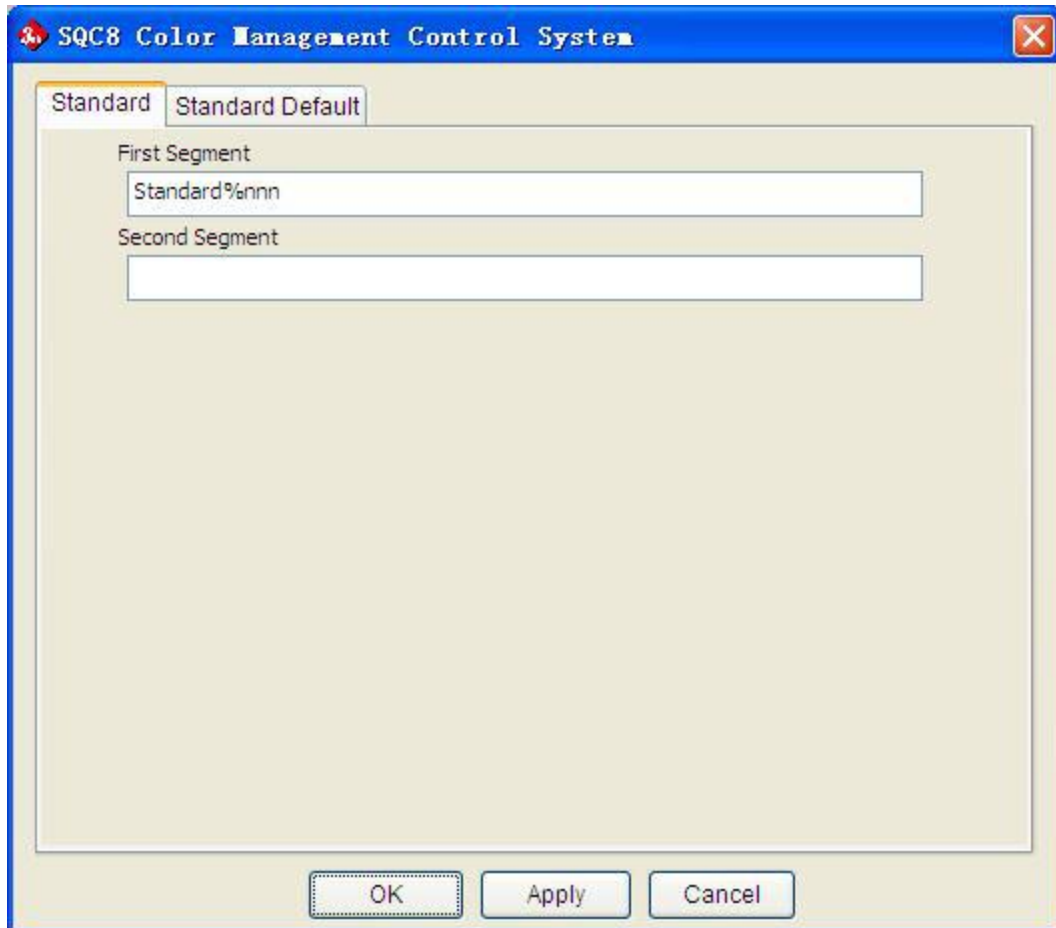 SQC8 Color Management Control System
Standard
Standard Default
First Segment
Standard%nnn
Second Segment
OK
Apply
Cancel